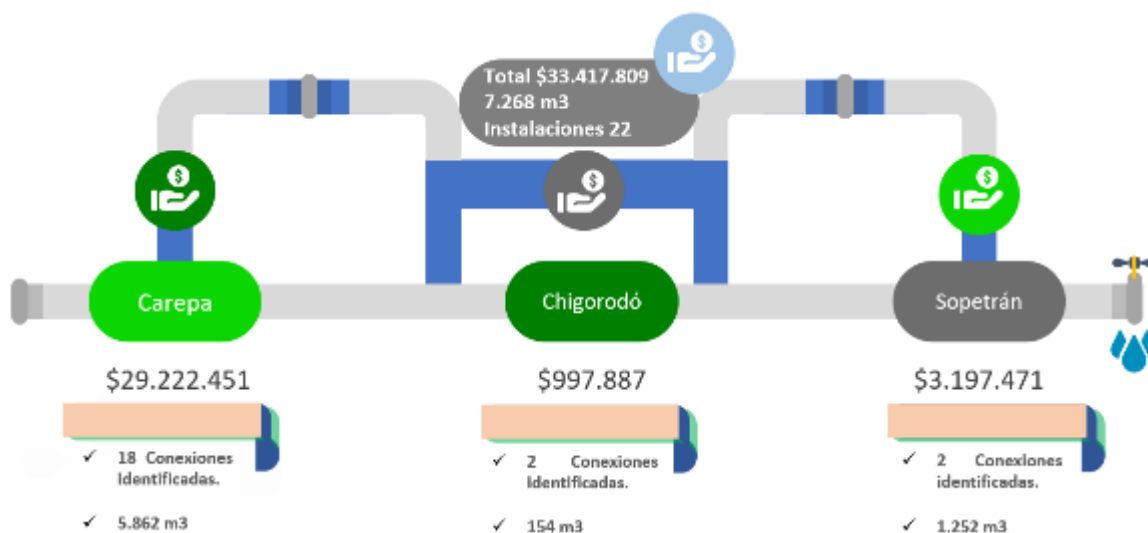 Total $33.417.809
7.268 m3
Instalaciones 22
Carepa
Chigorodó
Sopetrán
$29.222.451
$997.887
$3.197.471
✓ 18 Conexiones
identificadas.
✓ 5.862 m3
✓ 2 Conexiones
identificadas.
✓ 154 m3
✓ 2 Conexiones
identificadas.
✓ 1.252 m3